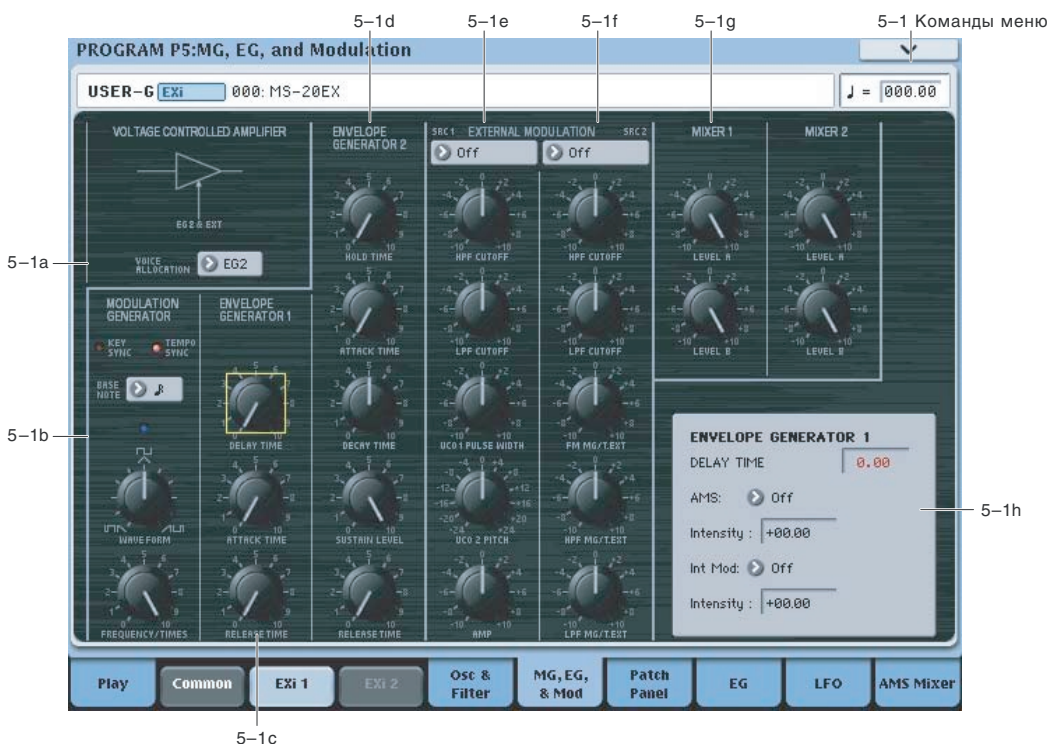 5–1d
5–1e
5–1f
5–1g
5–1 Команды меню
PROGRAM P5:MG, EG, and Modulation
USER–G EXi 000: MS–20EX
♩ = 000.00
VOLTAGE CONTROLLED AMPLIFIER
EG2 & EXT
VOICE ALLOCATION EG2
5–1a
MODULATION GENERATOR
KEY SYNC
TEMPO SYNC
BASE NOTE
WAVE FORM
FREQUENCY/TIMES
5–1b
ENVELOPE GENERATOR 1
DELAY TIME
ATTACK TIME
RELEASE TIME
5–1c
ENVELOPE GENERATOR 2
HOLD TIME
ATTACK TIME
DECAY TIME
SUSTAIN LEVEL
RELEASE TIME
SRC 1 EXTERNAL MODULATION SRC 2
Off
Off
HPF CUTOFF
HPF CUTOFF
LPF CUTOFF
LPF CUTOFF
VCO 1 PULSE WIDTH
FM MG/T.EXT
VCO 2 PITCH
HPF MG/T.EXT
AMP
LPF MG/T.EXT
MIXER 1
MIXER 2
LEVEL A
LEVEL A
LEVEL B
LEVEL B
ENVELOPE GENERATOR 1
DELAY TIME 0.00
AMS: Off
Intensity : +00.00
Int Mod: Off
Intensity : +00.00
5–1h
Play
Common
EXi 1
EXi 2
Osc & Filter
MG, EG, & Mod
Patch Panel
EG
LFO
AMS Mixer